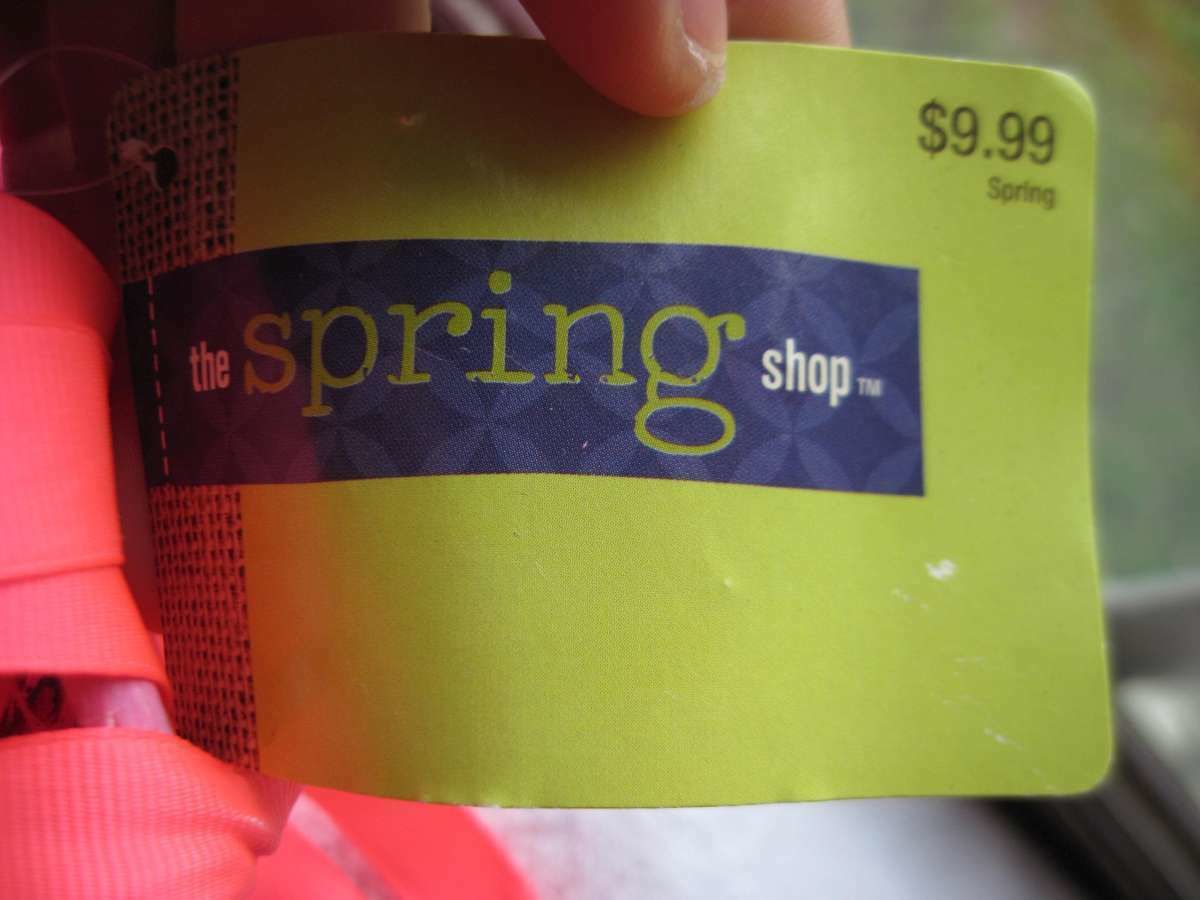 $9.99
Spring
the spring shop™